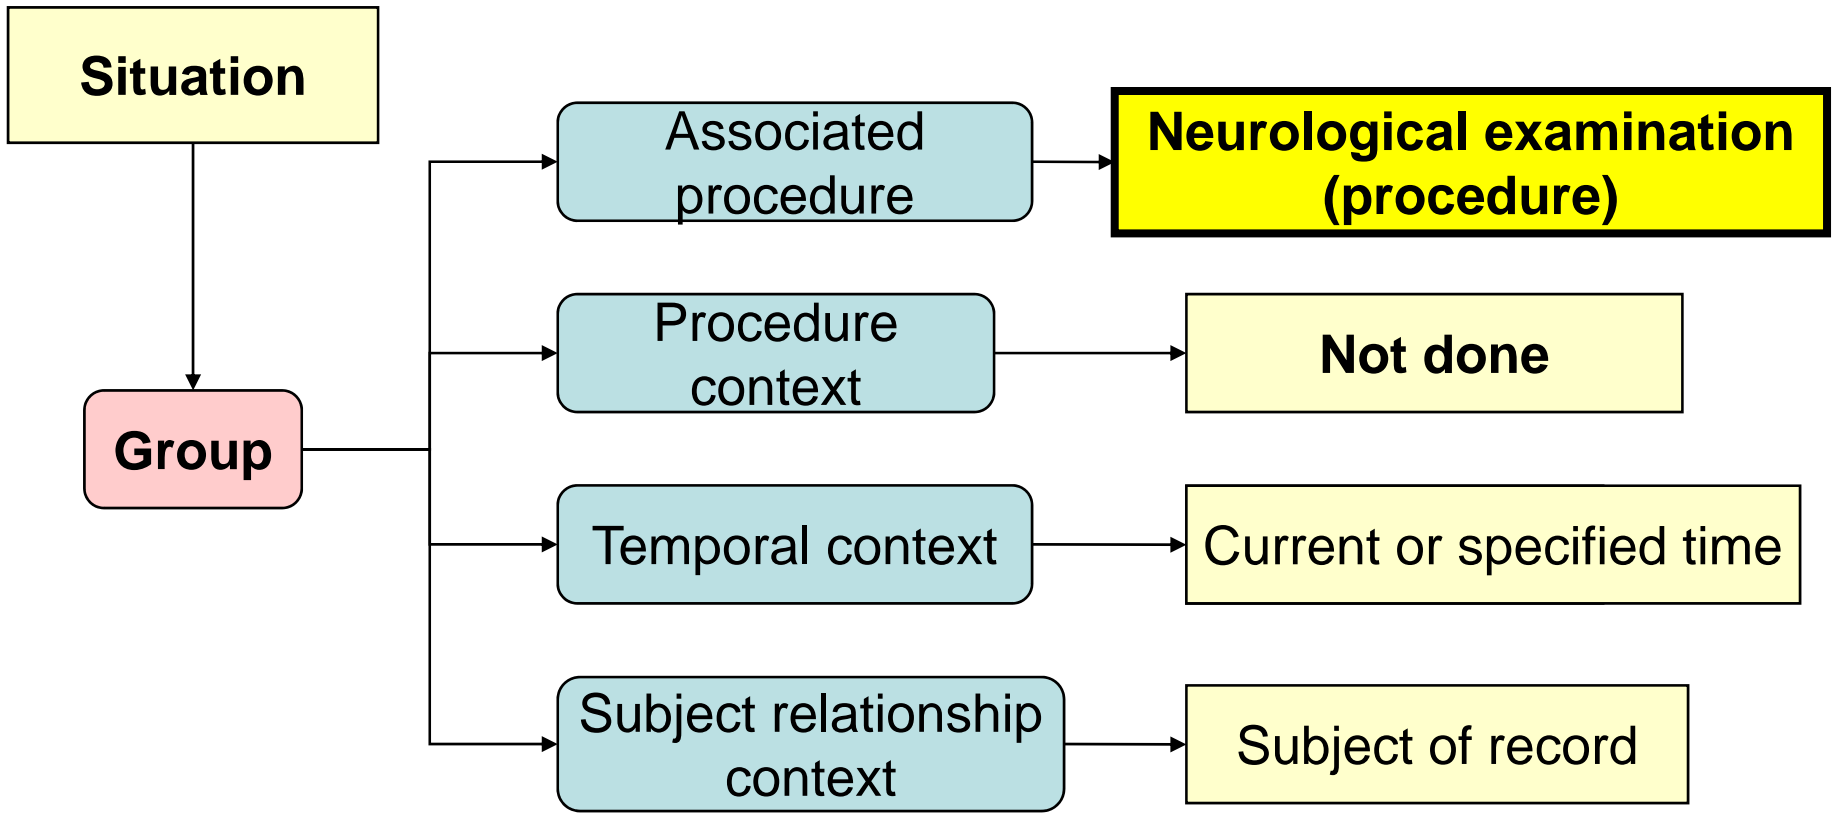 Situation
Associated
procedure
Neurological examination
(procedure)
Procedure
context
Not done
Group
Temporal context
Current or specified time
Subject relationship
context
Subject of record